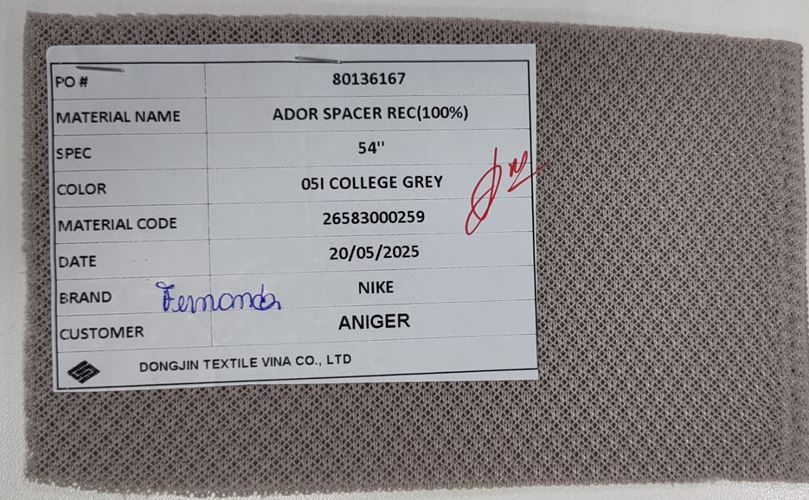 PO # 80136167
MATERIAL NAME ADOR SPACER REC(100%)
SPEC 54''
COLOR 05I COLLEGE GREY
MATERIAL CODE 26583000259
DATE 20/05/2025
BRAND NIKE
Fernanda
CUSTOMER ANIGER
DONGJIN TEXTILE VINA CO., LTD